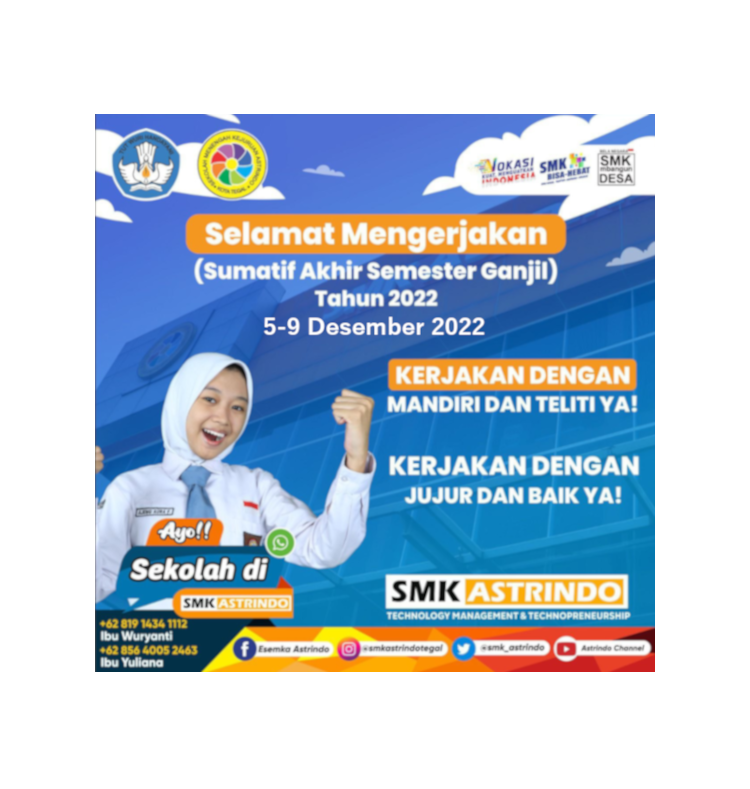 VOKASI
INDONESIA
SMK
BISA-HEBAT
SMK
mbangun
DESA
Selamat Mengerjakan
(Sumatif Akhir Semester Ganjil)
Tahun 2022
5-9 Desember 2022
KERJAKAN DENGAN
MANDIRI DAN TELITI YA!
KERJAKAN DENGAN
JUJUR DAN BAIK YA!
Ayo!!
Sekolah di
SMK ASTRINDO
SMK ASTRINDO
TECHNOLOGY MANAGEMENT & TECHNOPRENEURSHIP
+62 819 1434 1112
Ibu Wuryanti
+62 856 4005 2463
Ibu Yuliana
Esemka Astrindo
@smkastrindotegal
@smk_astrindo
Astrindo Channel